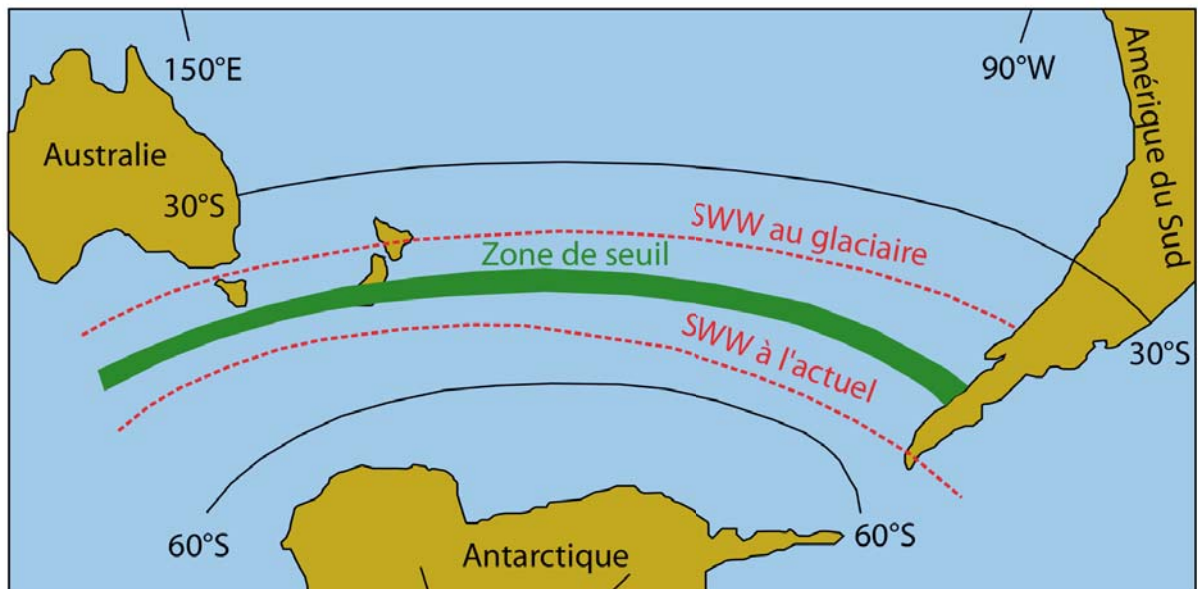 150°E
90°W
Amérique du Sud
Australie
30°S
SWW au glaciaire
Zone de seuil
SWW à l'actuel
30°S
60°S
Antarctique
60°S